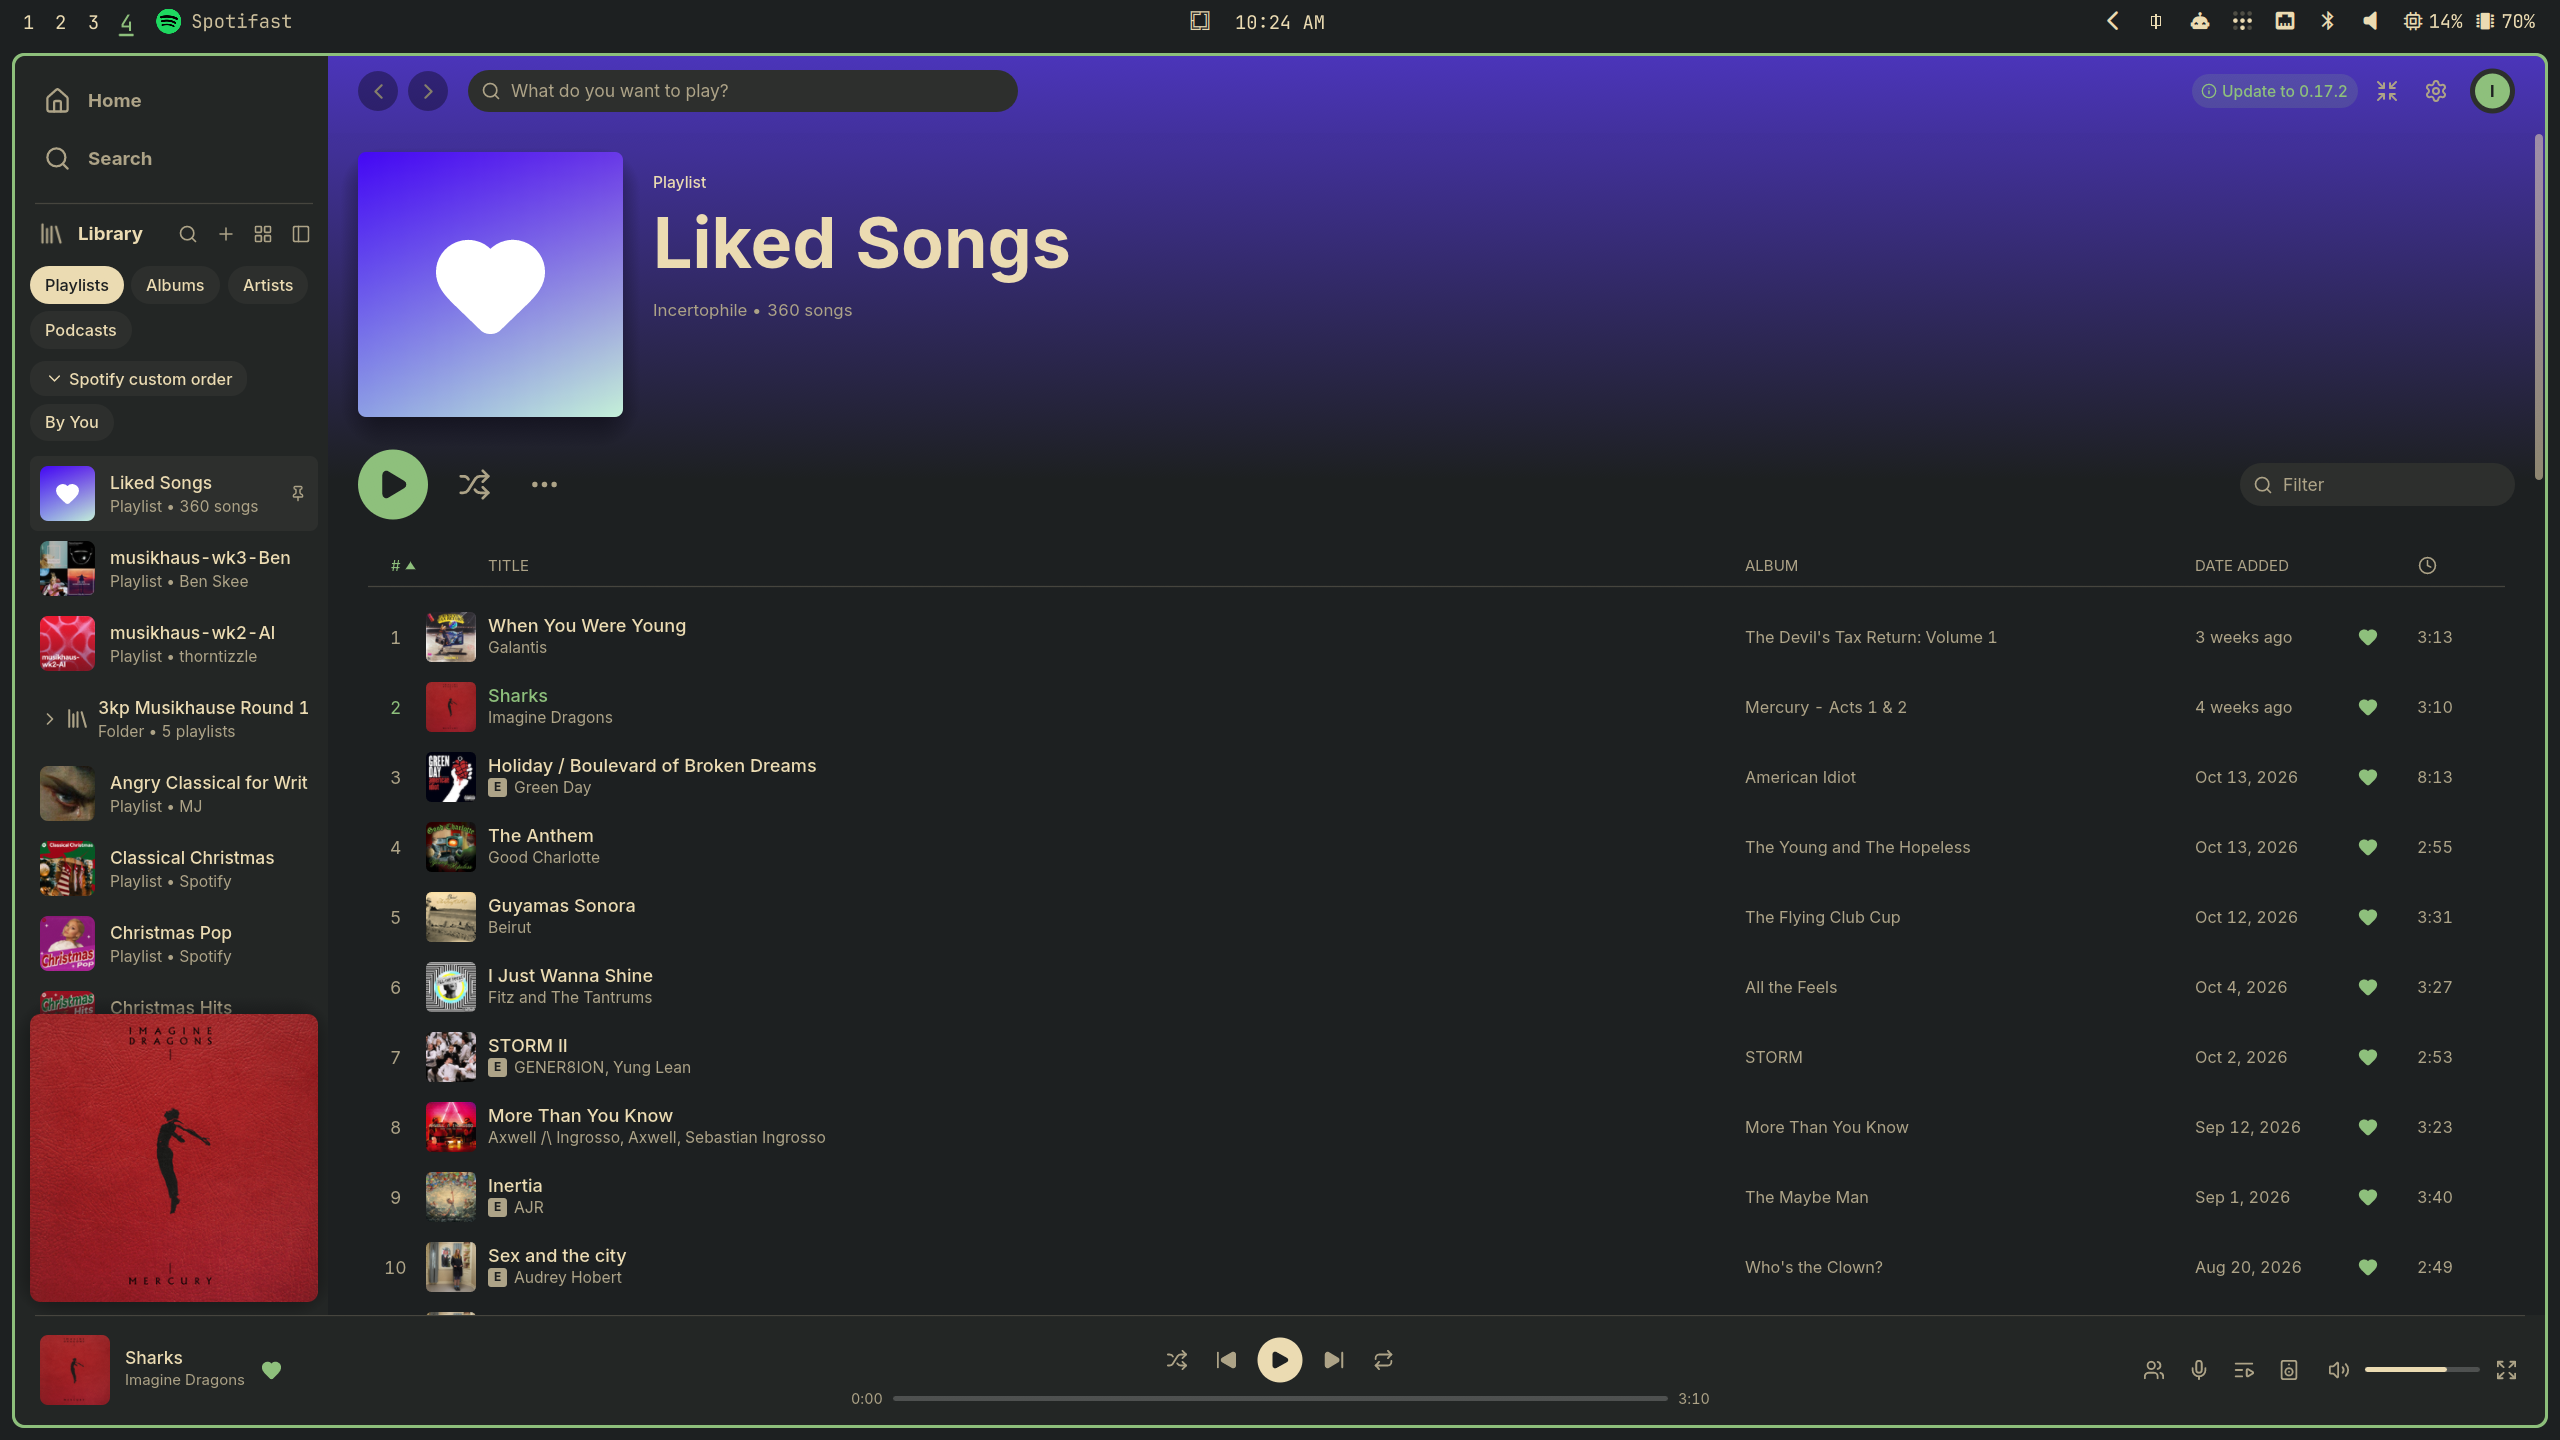 1 2 3 4 Spotifast
10:24 AM
14% 70%
Home
Search
Library
Playlists Albums Artists
Podcasts
Spotify custom order
By You
Liked Songs
Playlist • 360 songs
musikhaus-wk3-Ben
Playlist • Ben Skee
musikhaus-wk2-AI
Playlist • thorntizzle
musikhaus-
wk2-AI
3kp Musikhause Round 1
Folder • 5 playlists
Angry Classical for Writ
Playlist • MJ
Classical Christmas
Playlist • Spotify
Classical Christmas
Christmas Pop
Playlist • Spotify
Christmas
Pop
Christmas Hits
Christmas
Hits
IMAGINE
DRAGONS
MERCURY
What do you want to play?
Update to 0.17.2
I
Playlist
Liked Songs
Incertophile • 360 songs
Filter
# TITLE ALBUM DATE ADDED
1 When You Were Young
Galantis
The Devil's Tax Return: Volume 1 3 weeks ago 3:13
2 Sharks
Imagine Dragons
Mercury - Acts 1 & 2 4 weeks ago 3:10
GREEN
DAY
3 Holiday / Boulevard of Broken Dreams
E Green Day
American Idiot Oct 13, 2026 8:13
4 The Anthem
Good Charlotte
The Young and The Hopeless Oct 13, 2026 2:55
5 Guyamas Sonora
Beirut
The Flying Club Cup Oct 12, 2026 3:31
6 I Just Wanna Shine
Fitz and The Tantrums
All the Feels Oct 4, 2026 3:27
7 STORM II
E GENER8ION, Yung Lean
STORM Oct 2, 2026 2:53
8 More Than You Know
Axwell /\ Ingrosso, Axwell, Sebastian Ingrosso
More Than You Know Sep 12, 2026 3:23
9 Inertia
E AJR
The Maybe Man Sep 1, 2026 3:40
10 Sex and the city
E Audrey Hobert
Who's the Clown? Aug 20, 2026 2:49
Sharks
Imagine Dragons
0:00 3:10